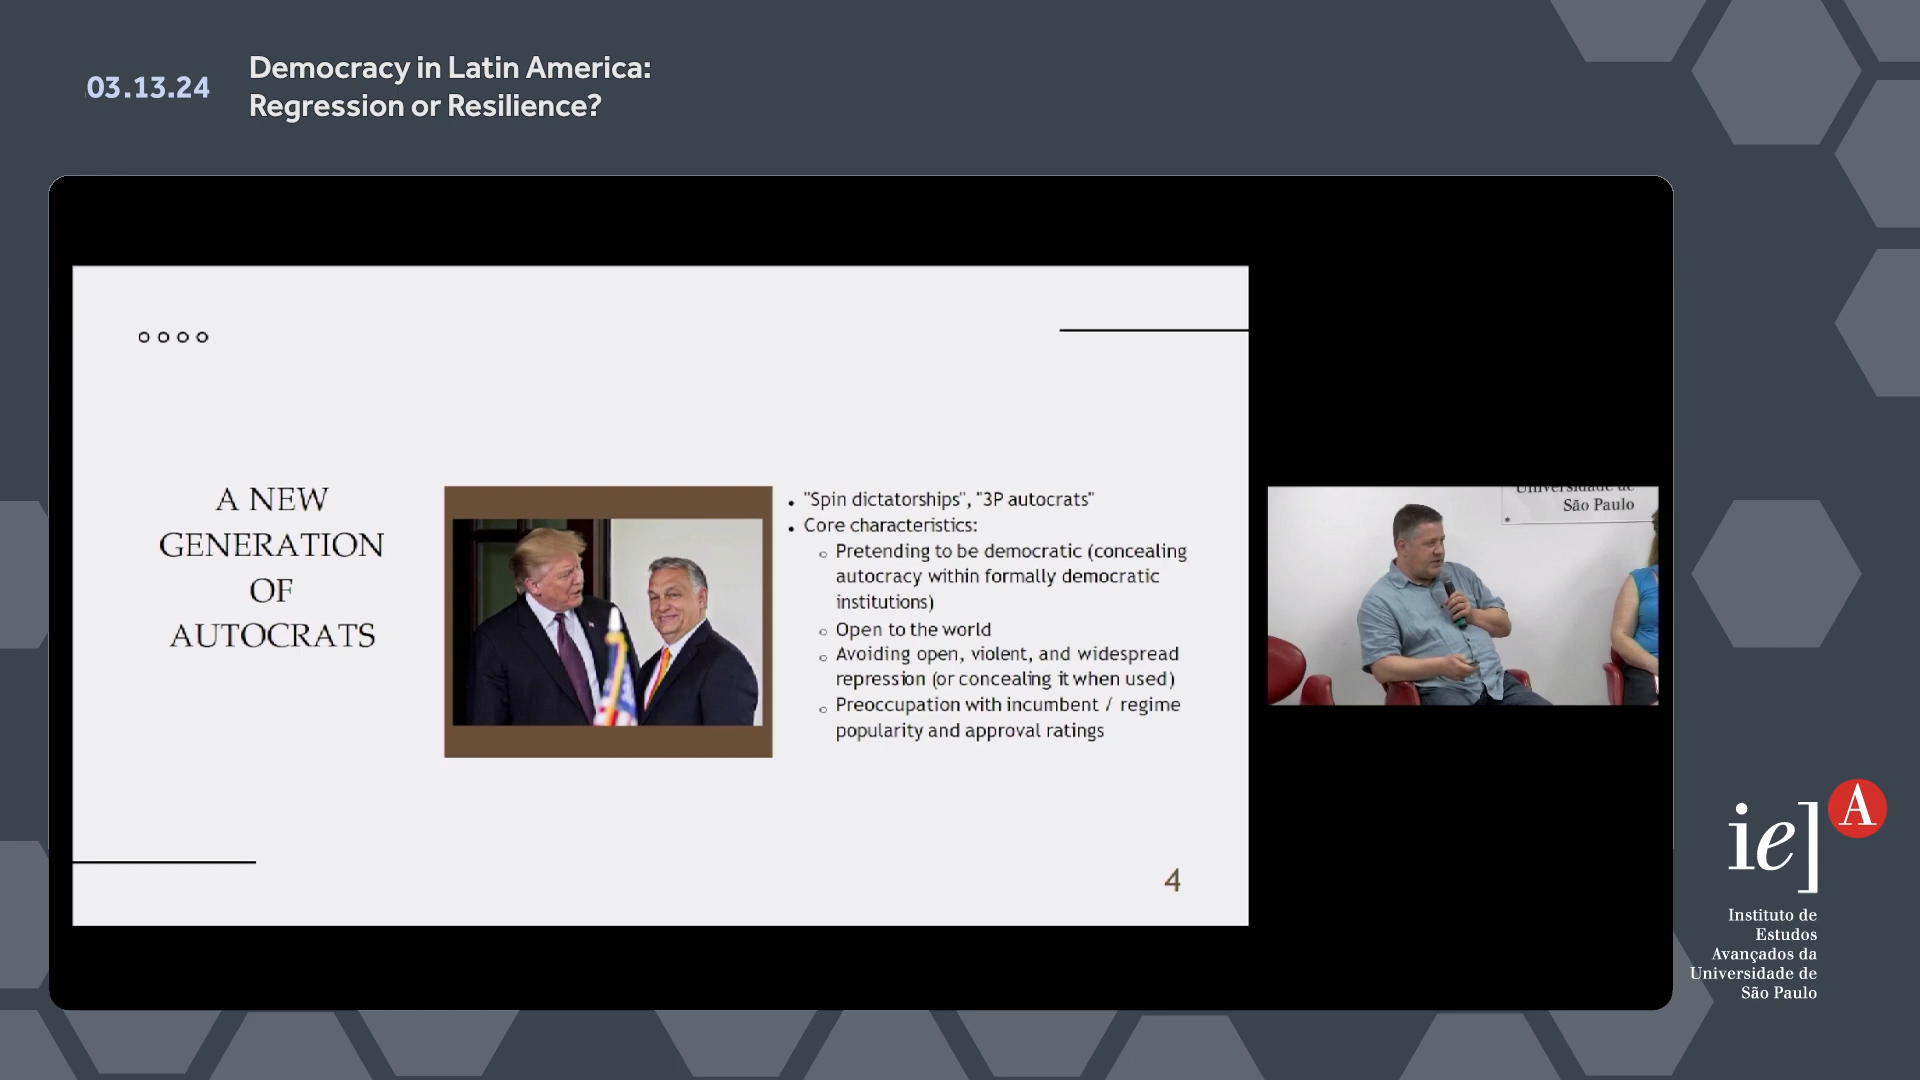 03.13.24
Democracy in Latin America:
Regression or Resilience?
A NEW
GENERATION
OF
AUTOCRATS
"Spin dictatorships", "3P autocrats"
Core characteristics:
Pretending to be democratic (concealing
autocracy within formally democratic
institutions)
Open to the world
Avoiding open, violent, and widespread
repression (or concealing it when used)
Preoccupation with incumbent / regime
popularity and approval ratings
4
Universidade de
São Paulo
ie] A
Instituto de
Estudos
Avançados da
Universidade de
São Paulo